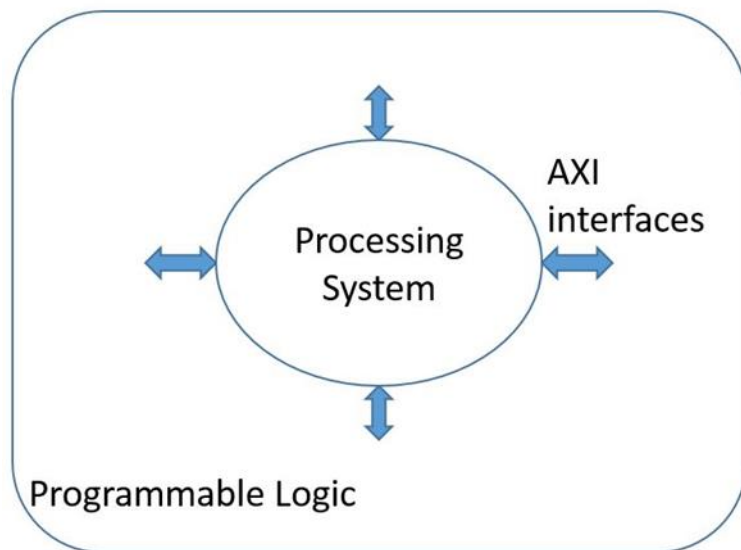 AXI
interfaces
Processing
System
Programmable Logic